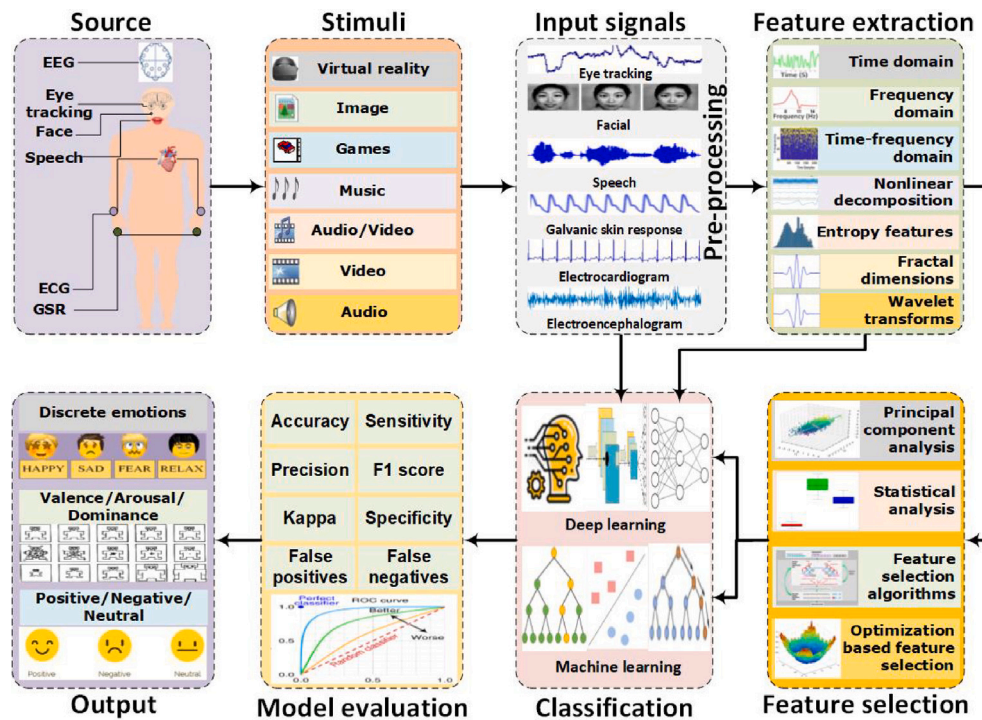 Source
EEG
Eye
tracking
Face
Speech
ECG
GSR
Stimuli
Virtual reality
Image
Games
Music
Audio/Video
Video
Audio
Input signals
Eye tracking
Facial
Speech
Galvanic skin response
Electrocardiogram
Electroencephalogram
Pre-processing
Feature extraction
Time (S)
Time domain
Frequency (Hz)
Frequency
domain
Time-frequency
domain
Nonlinear
decomposition
Entropy features
Fractal
dimensions
Wavelet
transforms
Discrete emotions
HAPPY
SAD
FEAR
RELAX
Valence/Arousal/
Dominance
Positive/Negative/
Neutral
Positive
Negative
Neutral
Output
Accuracy
Sensitivity
Precision
F1 score
Kappa
Specificity
False
positives
False
negatives
Perfect
classifier
ROC curve
Better
Worse
Random classifier
1.0
0.5
0.0
0.5
1.0
Model evaluation
Deep learning
Machine learning
Classification
Principal
component
analysis
Statistical
analysis
Feature
selection
algorithms
Optimization
based feature
selection
Feature selection